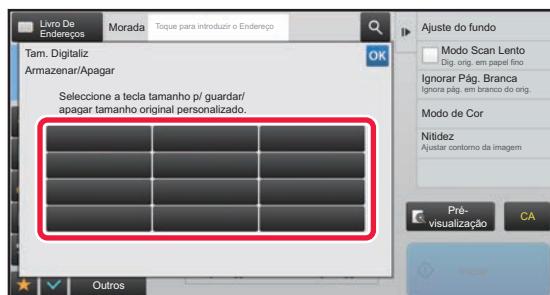 Livro De
Endereços
Morada
Toque para introduzir o Endereço
Tam. Digitaliz
OK
Armazenar/Apagar
Seleccione a tecla tamanho p/ guardar/
apagar tamanho original personalizado.
Outros
Ajuste do fundo
Modo Scan Lento
Dig. orig. em papel fino
Ignorar Pág. Branca
Ignora pág. em branco do orig.
Modo de Cor
Nitidez
Ajustar contorno da imagem
Pré-
visualização
CA